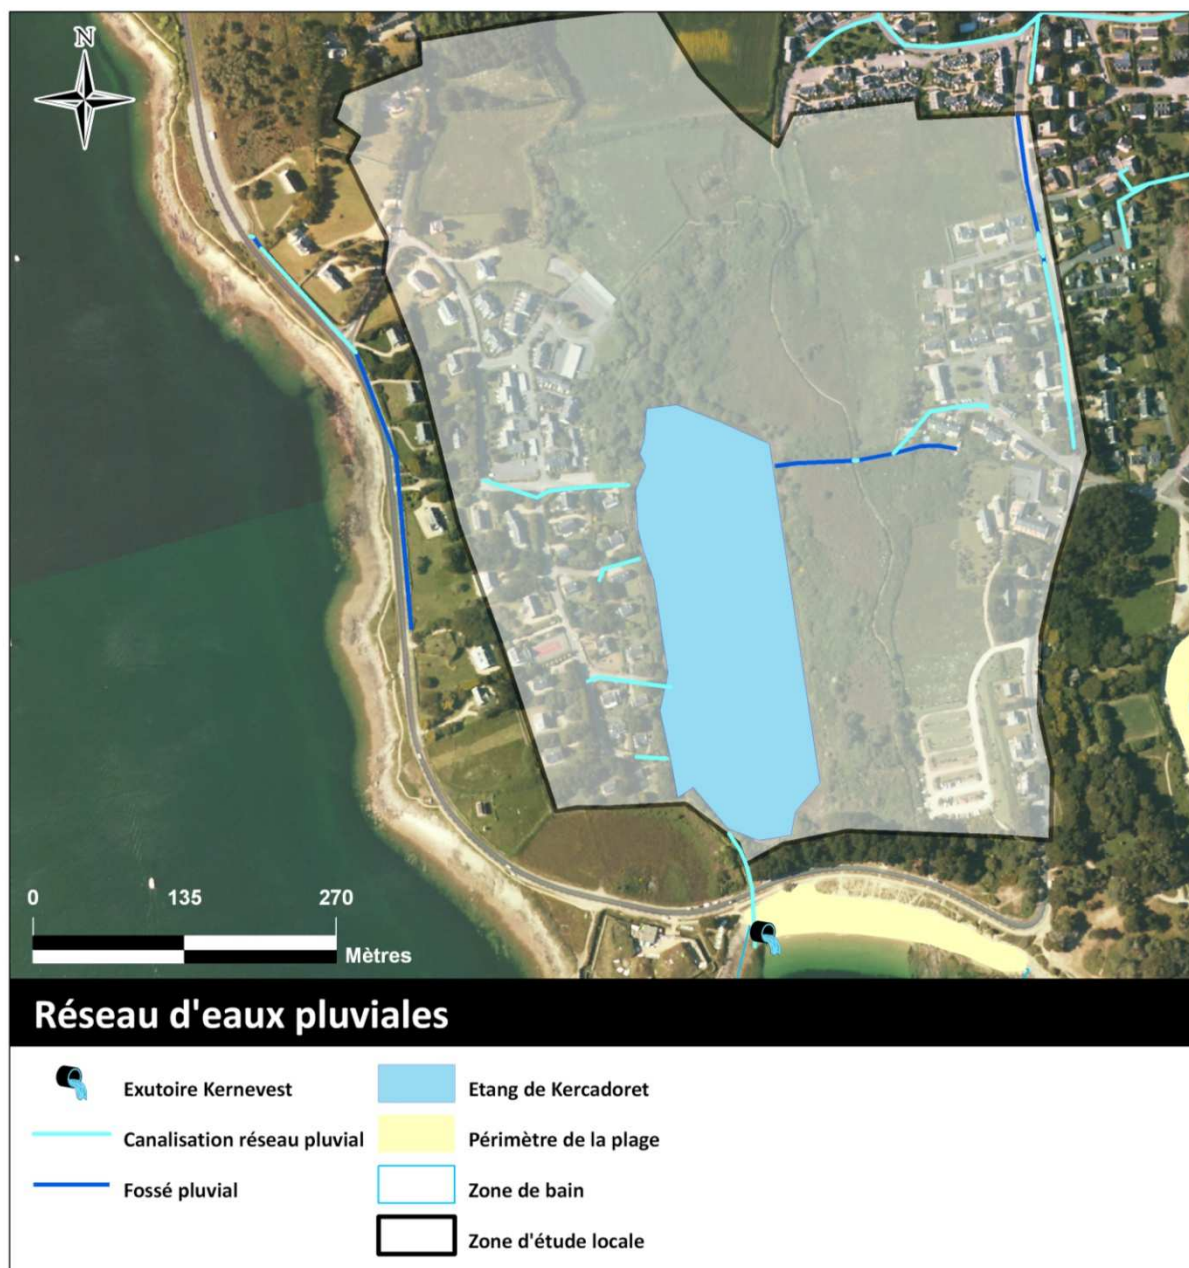 N
0 135 270
Mètres
Réseau d'eaux pluviales
Exutoire Kernevest
Canalisation réseau pluvial
Fossé pluvial
Etang de Kercadoret
Périmètre de la plage
Zone de bain
Zone d'étude locale